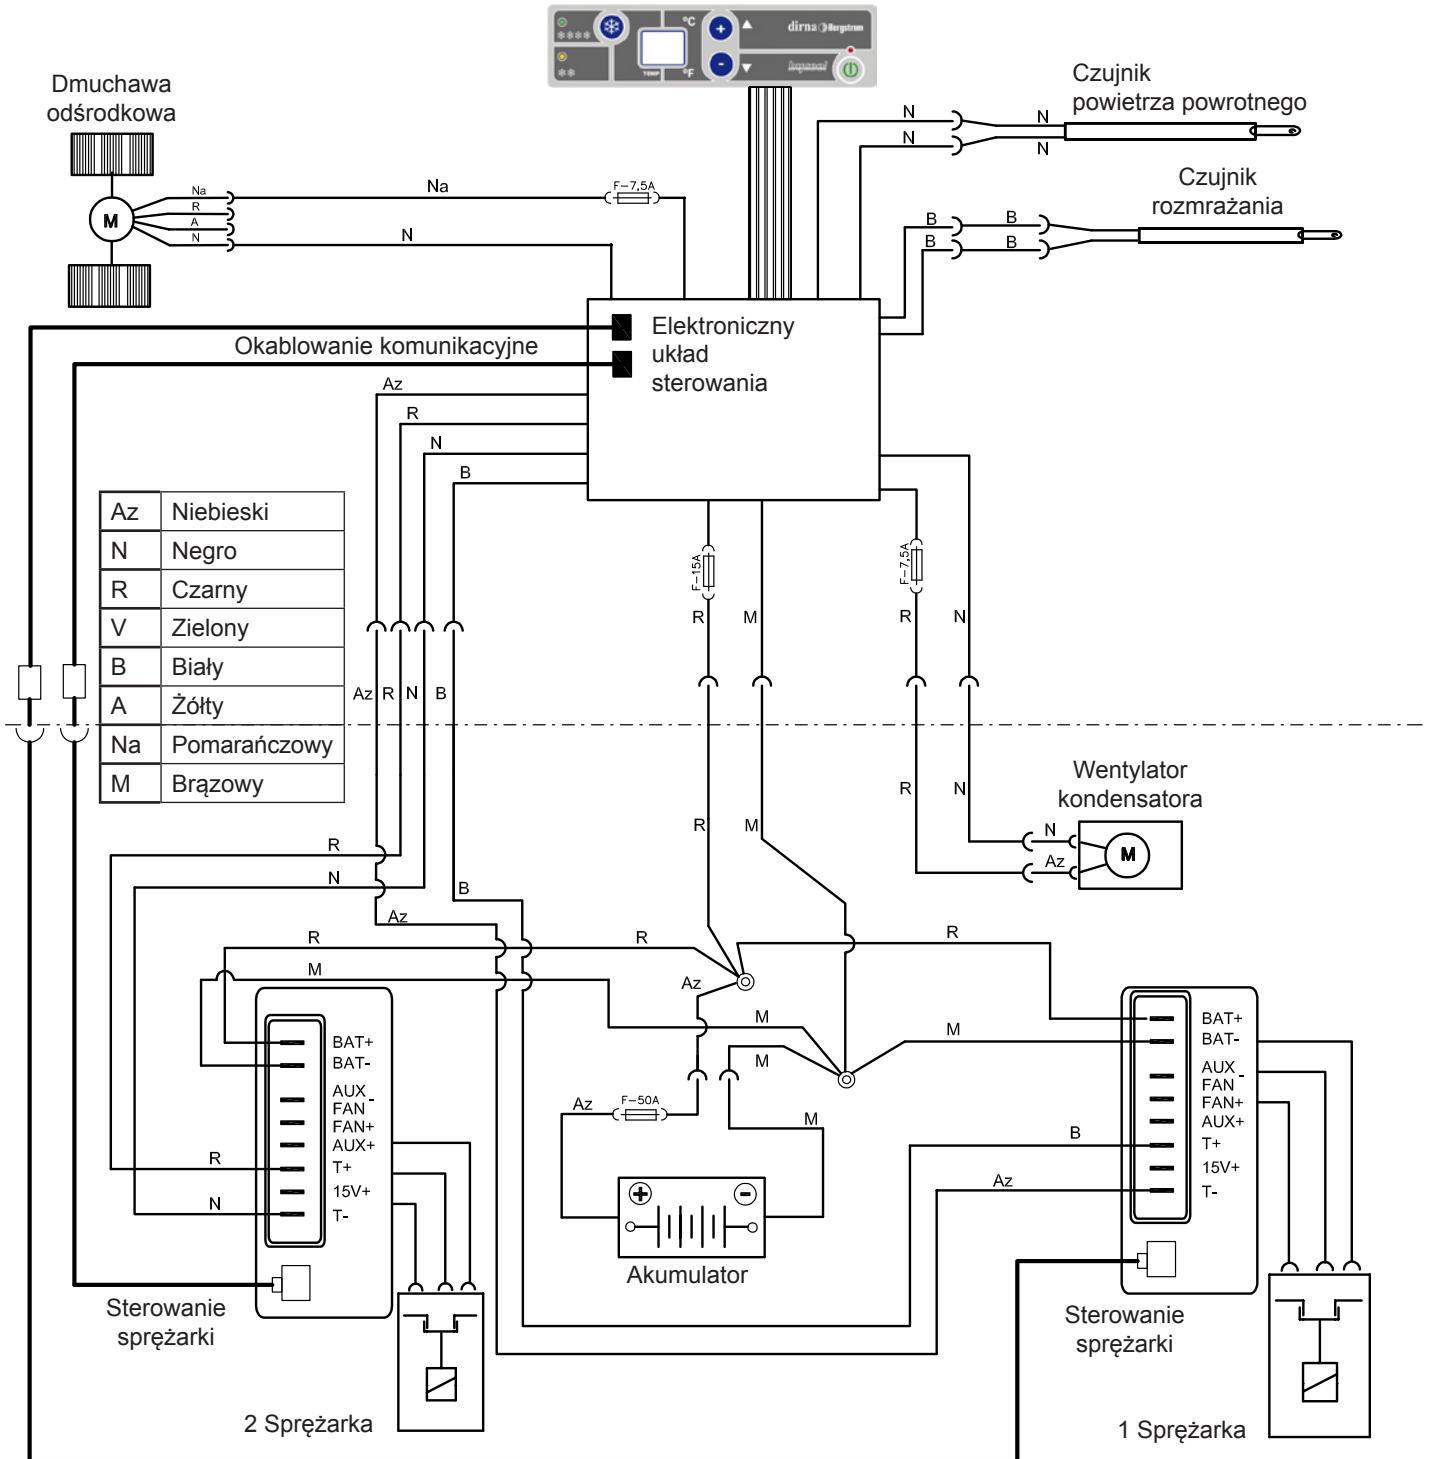 °C
°F
TEMP
+
-
dirna Bergstrom
Dmuchawa
odśrodkowa
Czujnik
powietrza powrotnego
Czujnik
rozmrażania
M
Na
R
A
N
Na
F-7,5A
N
N
N
N
N
B
B
B
B
Okablowanie komunikacyjne
Elektroniczny
układ
sterowania
Az
R
N
B
Az Niebieski
N Negro
R Czarny
V Zielony
B Biały
A Żółty
Na Pomarańczowy
M Brązowy
F-15A
F-7,5A
R
M
R
N
Az
R
N
B
R
N
Wentylator
kondensatora
N
Az
M
R
M
R
N
B
Az
R
R
R
M
Az
M
M
M
BAT+
BAT-
AUX
FAN -
FAN+
AUX+
T+
15V+
T-
R
N
BAT+
BAT-
AUX
FAN -
FAN+
AUX+
T+
15V+
T-
B
Az
Az
F-50A
M
+
-
Akumulator
Sterowanie
sprężarki
Sterowanie
sprężarki
2 Sprężarka
1 Sprężarka